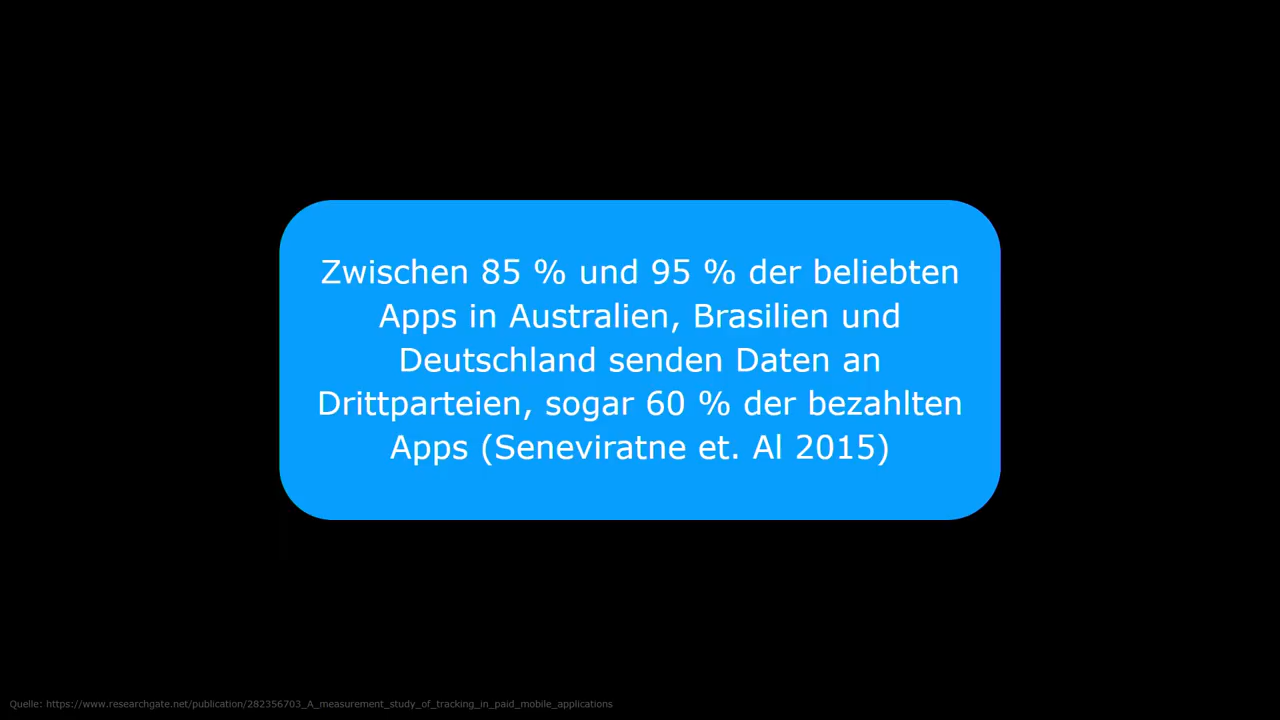 Zwischen 85 % und 95 % der beliebten
Apps in Australien, Brasilien und
Deutschland senden Daten an
Drittparteien, sogar 60 % der bezahlten
Apps (Seneviratne et. Al 2015)
Quelle: https://www.researchgate.net/publication/282356703_A_measurement_study_of_tracking_in_paid_mobile_applications